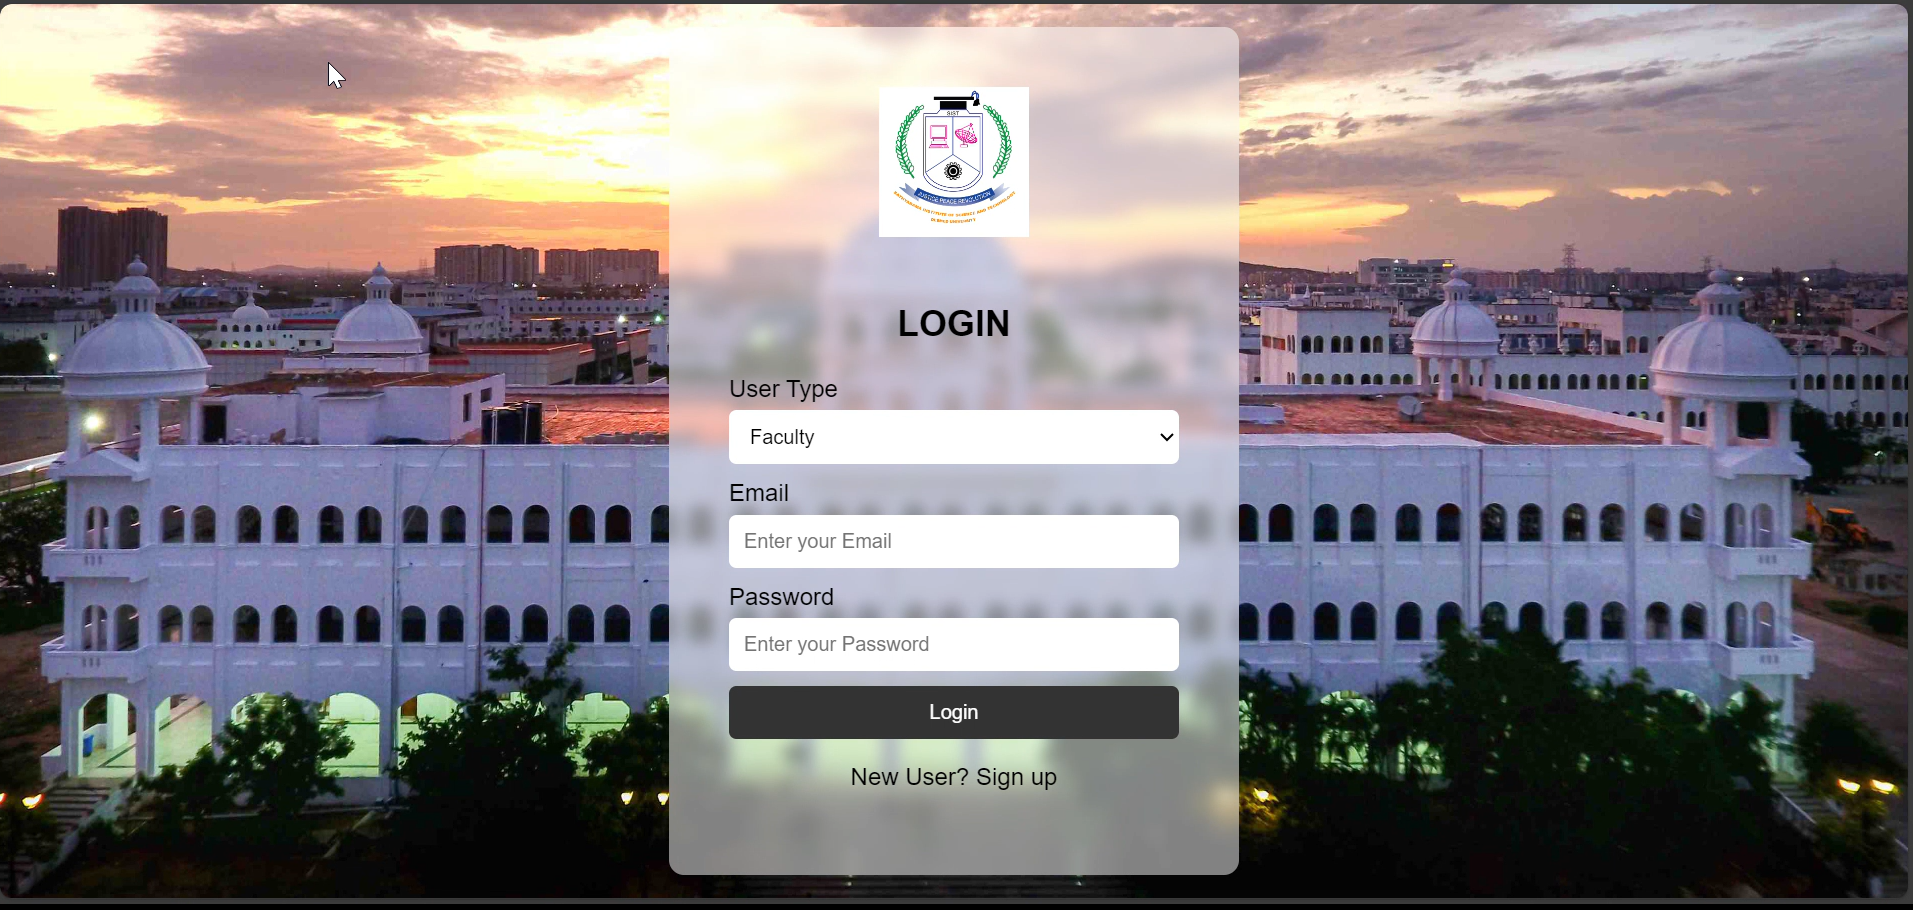 SIST
JUSTICE PEACE REVOLUTION
SATHYABAMA INSTITUTE OF SCIENCE AND TECHNOLOGY
DEEMED UNIVERSITY
LOGIN
User Type
Faculty
Email
Enter your Email
Password
Enter your Password
Login
New User? Sign up